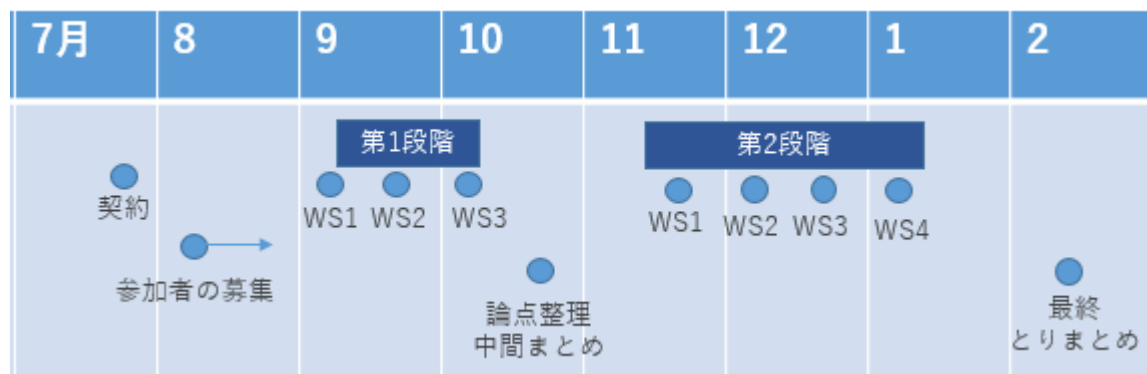 7月 8 9 10 11 12 1 2
第1段階 第2段階
契約 WS1 WS2 WS3 WS1 WS2 WS3 WS4
参加者の募集
論点整理
中間まとめ
最終
とりまとめ